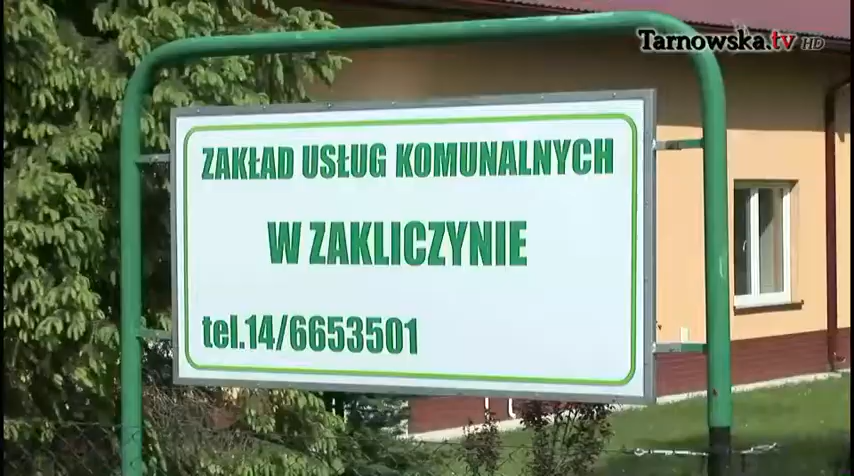 Tarnowska.tv HD
ZAKŁAD USŁUG KOMUNALNYCH
W ZAKLICZYNIE
tel.14/6653501